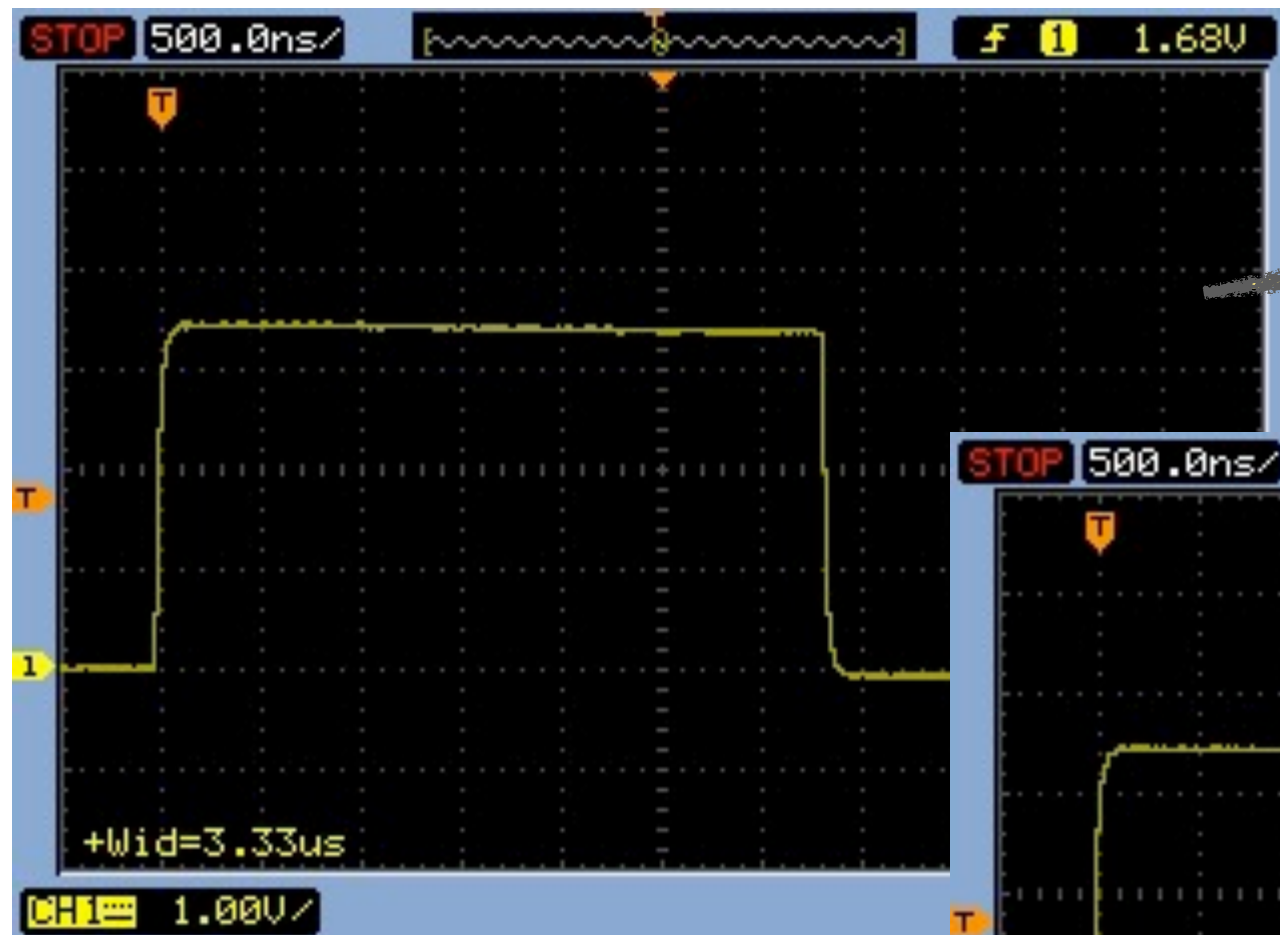 STOP 500.0ns/ T 1 1.68V
T
T
1
+Wid=3.33us
CH1 1.00V/
STOP 500.0ns/
T
T